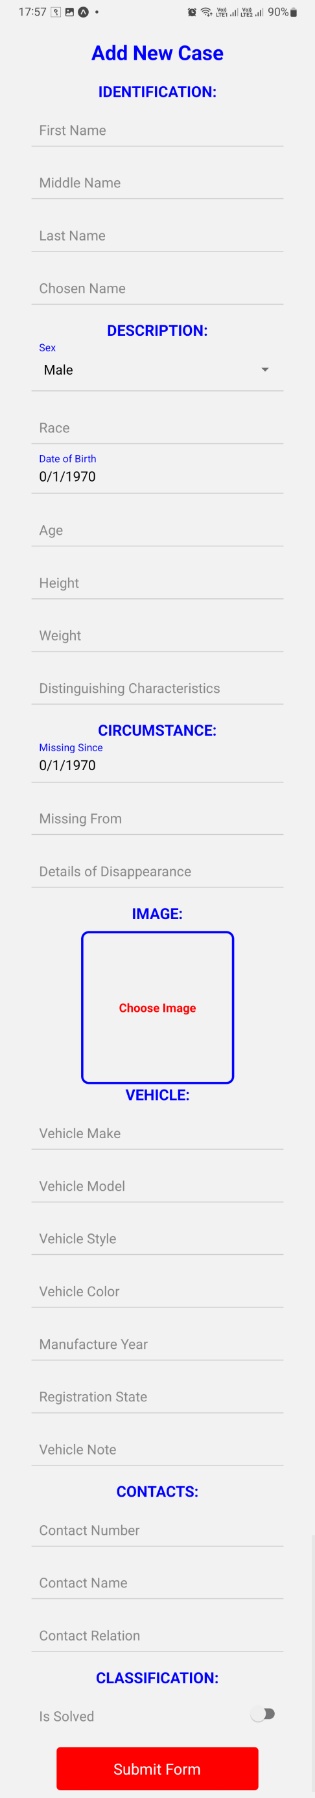 17:57 90%
Add New Case
IDENTIFICATION:
First Name
Middle Name
Last Name
Chosen Name
DESCRIPTION:
Sex
Male
Race
Date of Birth
0/1/1970
Age
Height
Weight
Distinguishing Characteristics
CIRCUMSTANCE:
Missing Since
0/1/1970
Missing From
Details of Disappearance
IMAGE:
Choose Image
VEHICLE:
Vehicle Make
Vehicle Model
Vehicle Style
Vehicle Color
Manufacture Year
Registration State
Vehicle Note
CONTACTS:
Contact Number
Contact Name
Contact Relation
CLASSIFICATION:
Is Solved
Submit Form